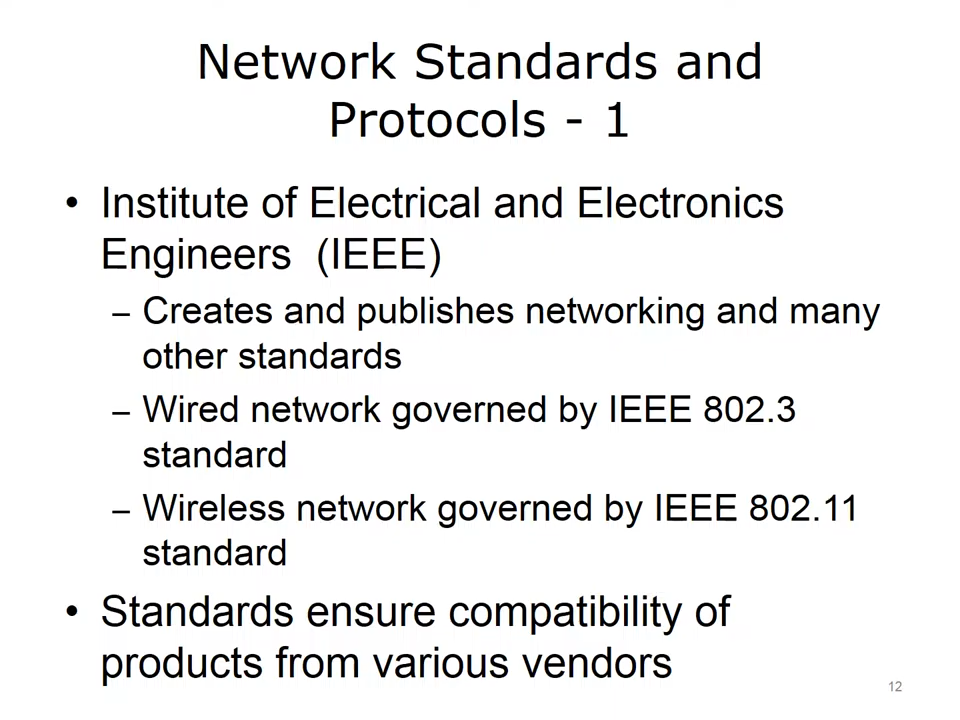 Network Standards and
Protocols - 1
• Institute of Electrical and Electronics
Engineers  (IEEE)
– Creates and publishes networking and many
other standards
– Wired network governed by IEEE 802.3
standard
– Wireless network governed by IEEE 802.11
standard
• Standards ensure compatibility of
products from various vendors
12